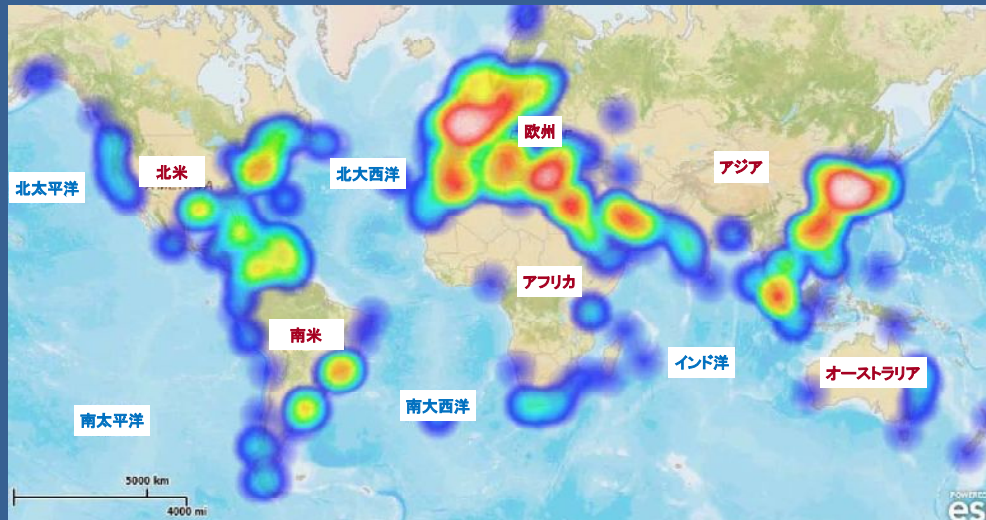 欧州
アジア
北米
北大西洋
北太平洋
アフリカ
南米
インド洋
オーストラリア
南大西洋
南太平洋
5000 km
4000 mi
POWERED
es